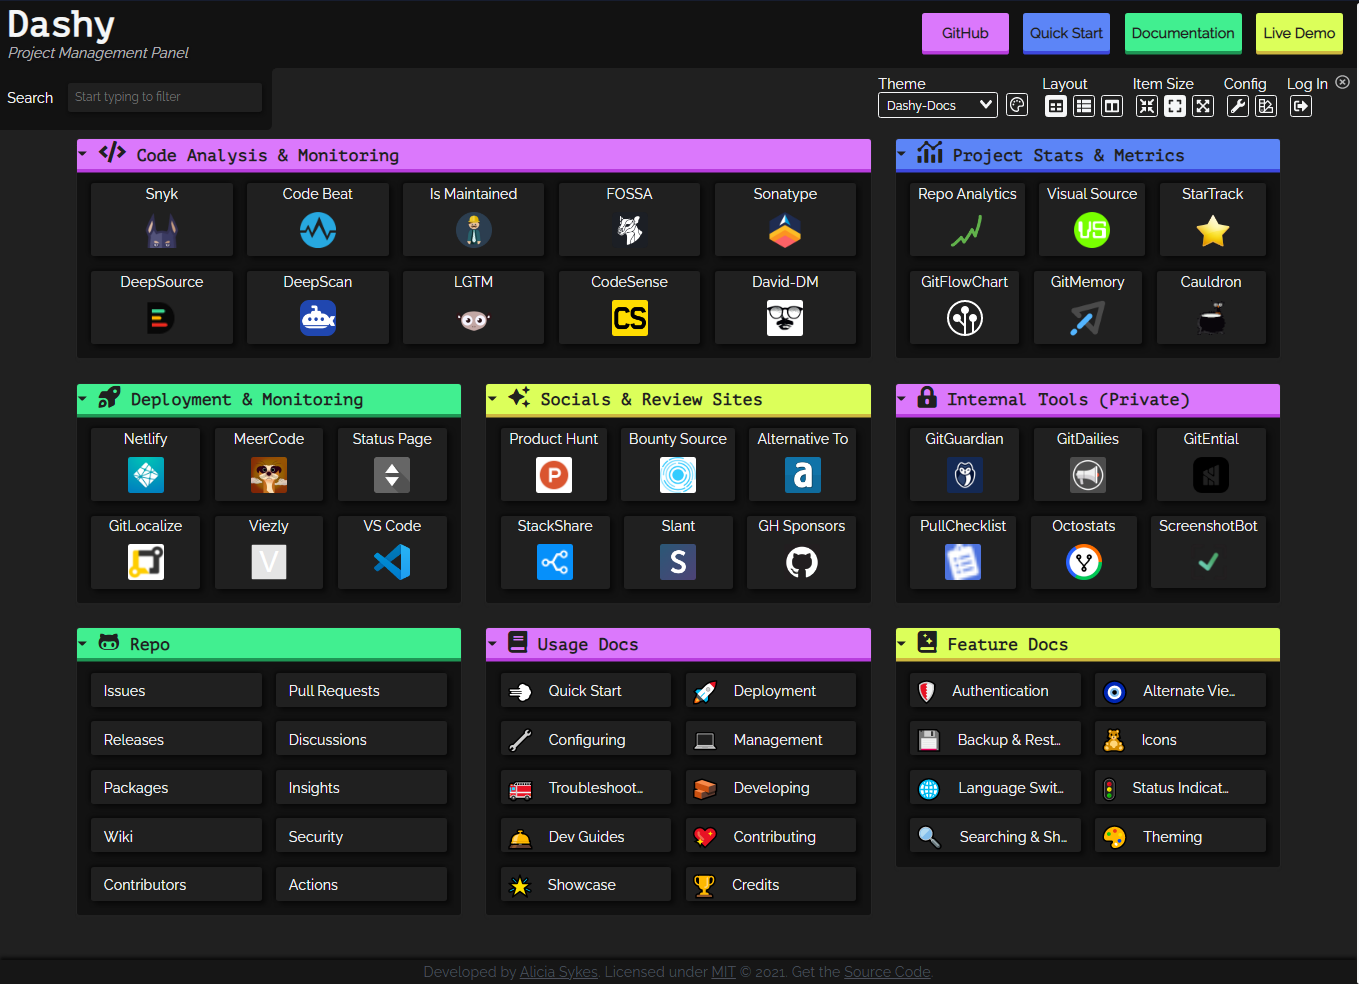 Dashy
Project Management Panel
GitHub
Quick Start
Documentation
Live Demo
Search
Start typing to filter
Theme
Dashy-Docs
Layout
Item Size
Config
Log In
Code Analysis & Monitoring
Snyk
Code Beat
Is Maintained
FOSSA
Sonatype
DeepSource
DeepScan
LGTM
CodeSense
CS
David-DM
Project Stats & Metrics
Repo Analytics
Visual Source
VS
StarTrack
GitFlowChart
GitMemory
Cauldron
Deployment & Monitoring
Netlify
MeerCode
Status Page
GitLocalize
Viezly
V
VS Code
Socials & Review Sites
Product Hunt
P
Bounty Source
Alternative To
a
StackShare
Slant
S
GH Sponsors
Internal Tools (Private)
GitGuardian
GitDailies
GitEntial
PullChecklist
Octostats
ScreenshotBot
Repo
Issues
Pull Requests
Releases
Discussions
Packages
Insights
Wiki
Security
Contributors
Actions
Usage Docs
Quick Start
Deployment
Configuring
Management
Troubleshoot...
Developing
Dev Guides
Contributing
Showcase
Credits
Feature Docs
Authentication
Alternate Vie...
Backup & Rest...
Icons
Language Swit...
Status Indicat...
Searching & Sh...
Theming
Developed by Alicia Sykes. Licensed under MIT © 2021. Get the Source Code.